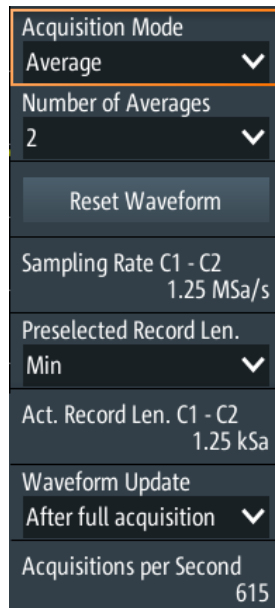 Acquisition Mode
Average
Number of Averages
2
Reset Waveform
Sampling Rate C1 - C2
1.25 MSa/s
Preselected Record Len.
Min
Act. Record Len. C1 - C2
1.25 kSa
Waveform Update
After full acquisition
Acquisitions per Second
615